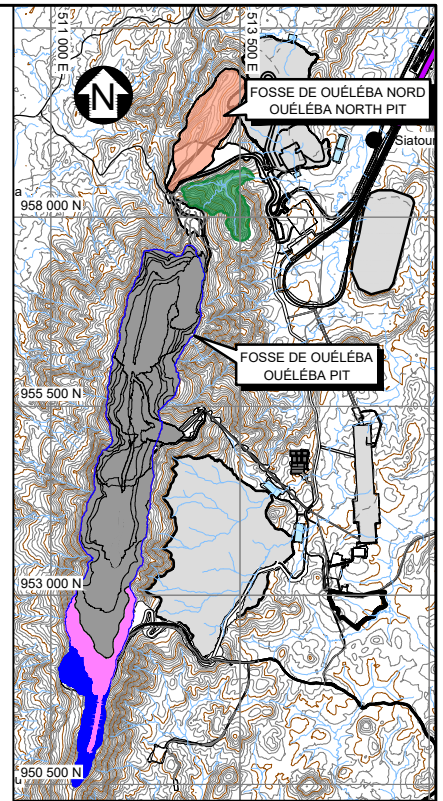 511 000 E
513 500 E
N
FOSSE DE OUÉLÉBA NORD
OUÉLÉBA NORTH PIT
Siatour
958 000 N
FOSSE DE OUÉLÉBA
OUÉLÉBA PIT
955 500 N
953 000 N
950 500 N